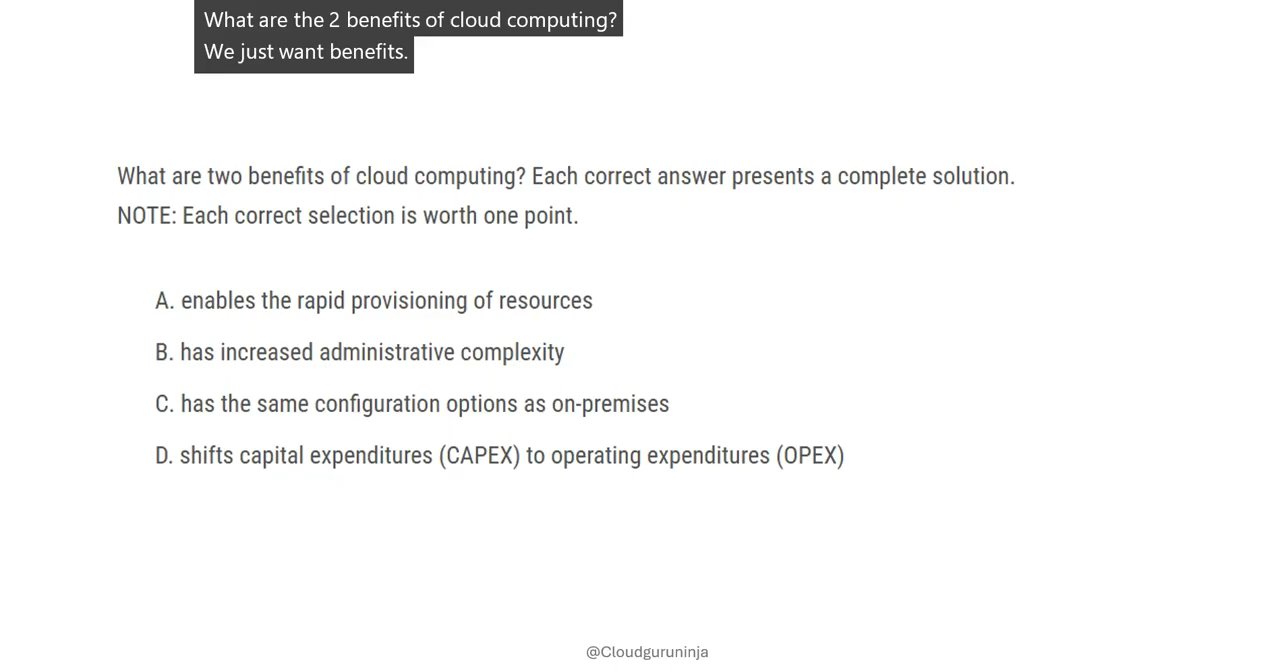 What are the 2 benefits of cloud computing?
We just want benefits.
What are two benefits of cloud computing? Each correct answer presents a complete solution.
NOTE: Each correct selection is worth one point.
A. enables the rapid provisioning of resources
B. has increased administrative complexity
C. has the same configuration options as on-premises
D. shifts capital expenditures (CAPEX) to operating expenditures (OPEX)
@Cloudguruninja